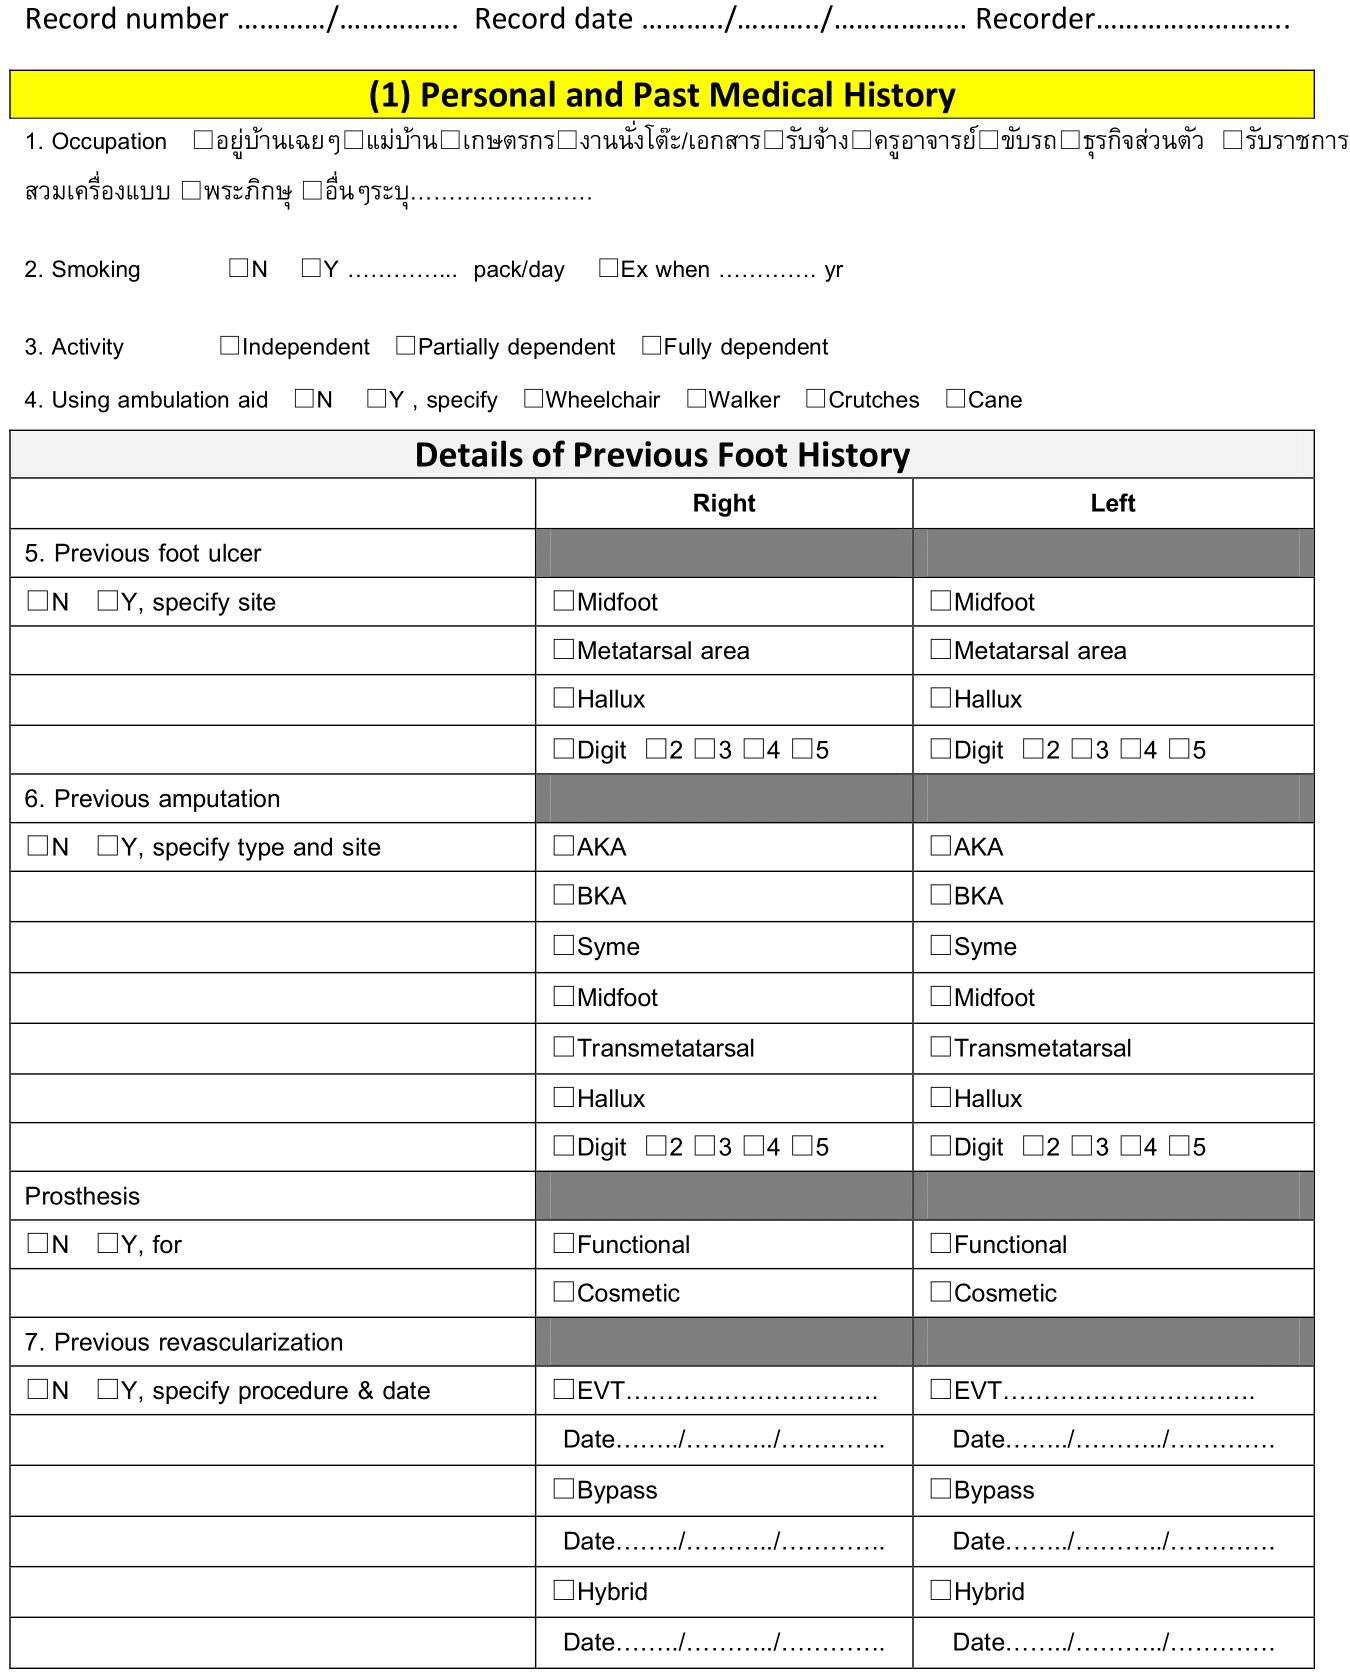 Record number …………/……………. Record date ………../………../……………… Recorder……………………..
(1) Personal and Past Medical History
1. Occupation ☐อยู่บ้านเฉยๆ☐แม่บ้าน☐เกษตรกร☐งานนั่งโต๊ะ/เอกสาร☐รับจ้าง☐ครูอาจารย์☐ขับรถ☐ธุรกิจส่วนตัว ☐รับราชการ
สวมเครื่องแบบ ☐พระภิกษุ ☐อื่นๆระบุ……………………
2. Smoking ☐N ☐Y ………….. pack/day ☐Ex when …………. yr
3. Activity ☐Independent ☐Partially dependent ☐Fully dependent
4. Using ambulation aid ☐N ☐Y , specify ☐Wheelchair ☐Walker ☐Crutches ☐Cane
Details of Previous Foot History
Right Left
5. Previous foot ulcer
☐N ☐Y, specify site ☐Midfoot ☐Midfoot
☐Metatarsal area ☐Metatarsal area
☐Hallux ☐Hallux
☐Digit ☐2 ☐3 ☐4 ☐5 ☐Digit ☐2 ☐3 ☐4 ☐5
6. Previous amputation
☐N ☐Y, specify type and site ☐AKA ☐AKA
☐BKA ☐BKA
☐Syme ☐Syme
☐Midfoot ☐Midfoot
☐Transmetatarsal ☐Transmetatarsal
☐Hallux ☐Hallux
☐Digit ☐2 ☐3 ☐4 ☐5 ☐Digit ☐2 ☐3 ☐4 ☐5
Prosthesis
☐N ☐Y, for ☐Functional ☐Functional
☐Cosmetic ☐Cosmetic
7. Previous revascularization
☐N ☐Y, specify procedure & date ☐EVT…………………………. ☐EVT………………………….
Date……../………../…………. Date……../………../………….
☐Bypass ☐Bypass
Date……../………../…………. Date……../………../………….
☐Hybrid ☐Hybrid
Date……../………../…………. Date……../………../………….